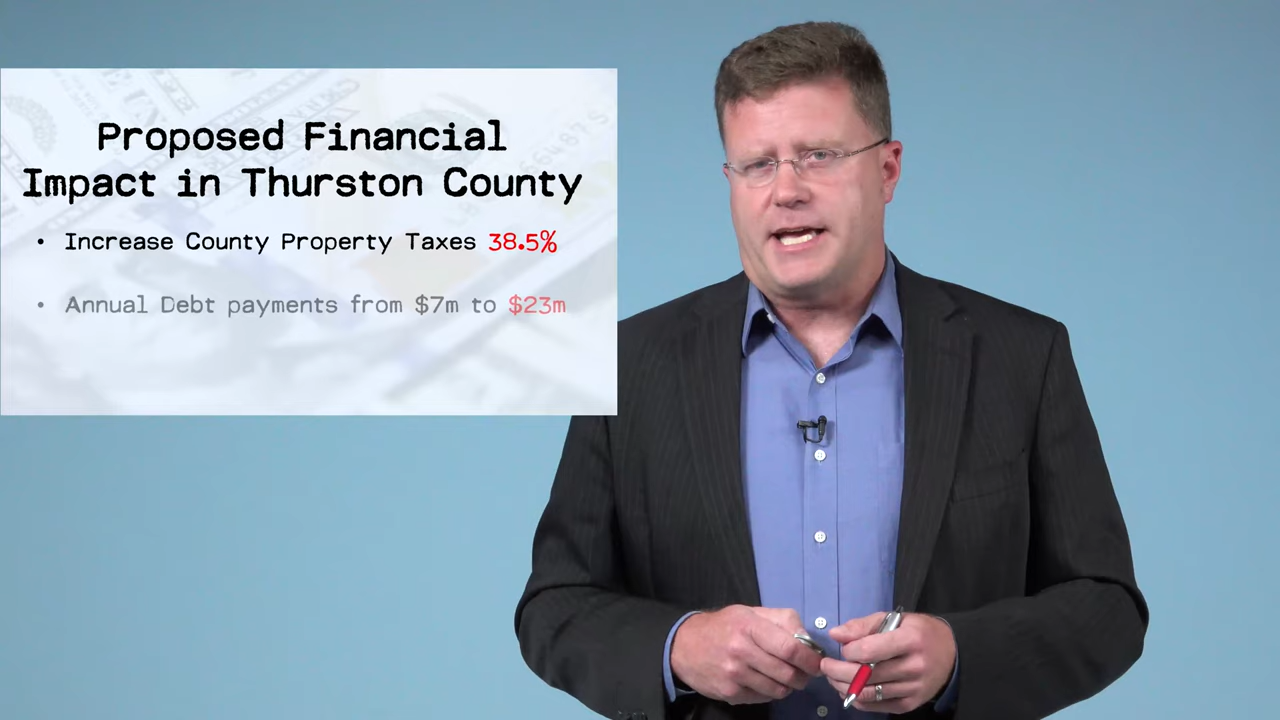 Proposed Financial
Impact in Thurston County
• Increase County Property Taxes 38.5%
• Annual Debt payments from $7m to $23m